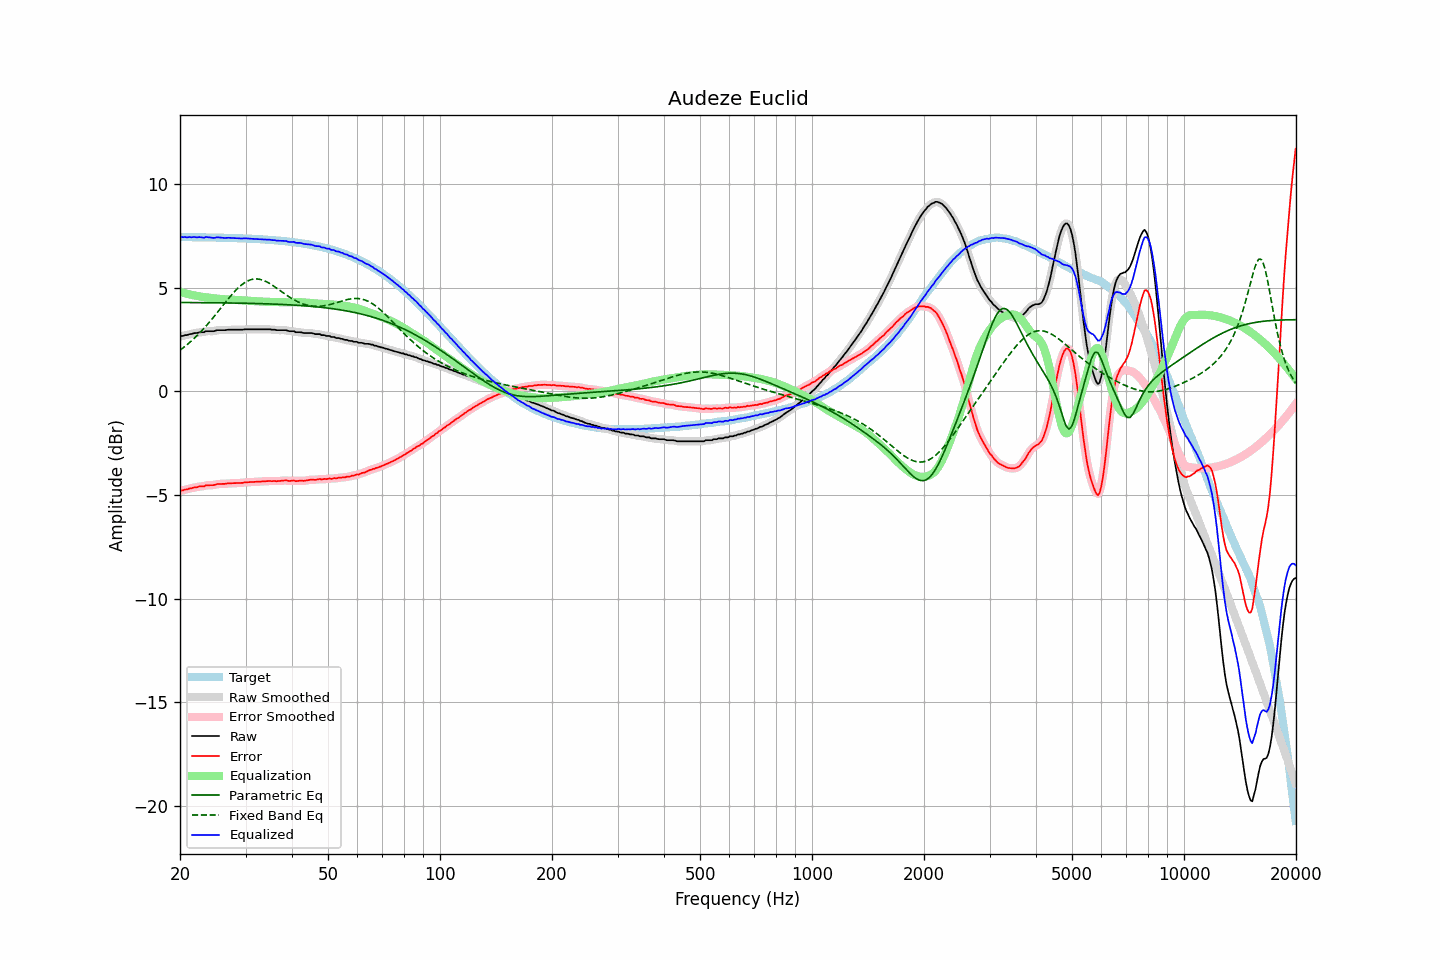 Audeze Euclid
Amplitude (dBr)
10
5
0
−5
−10
−15
−20
Target
Raw Smoothed
Error Smoothed
Raw
Error
Equalization
Parametric Eq
Fixed Band Eq
Equalized
20 50 100 200 500 1000 2000 5000 10000 20000
Frequency (Hz)